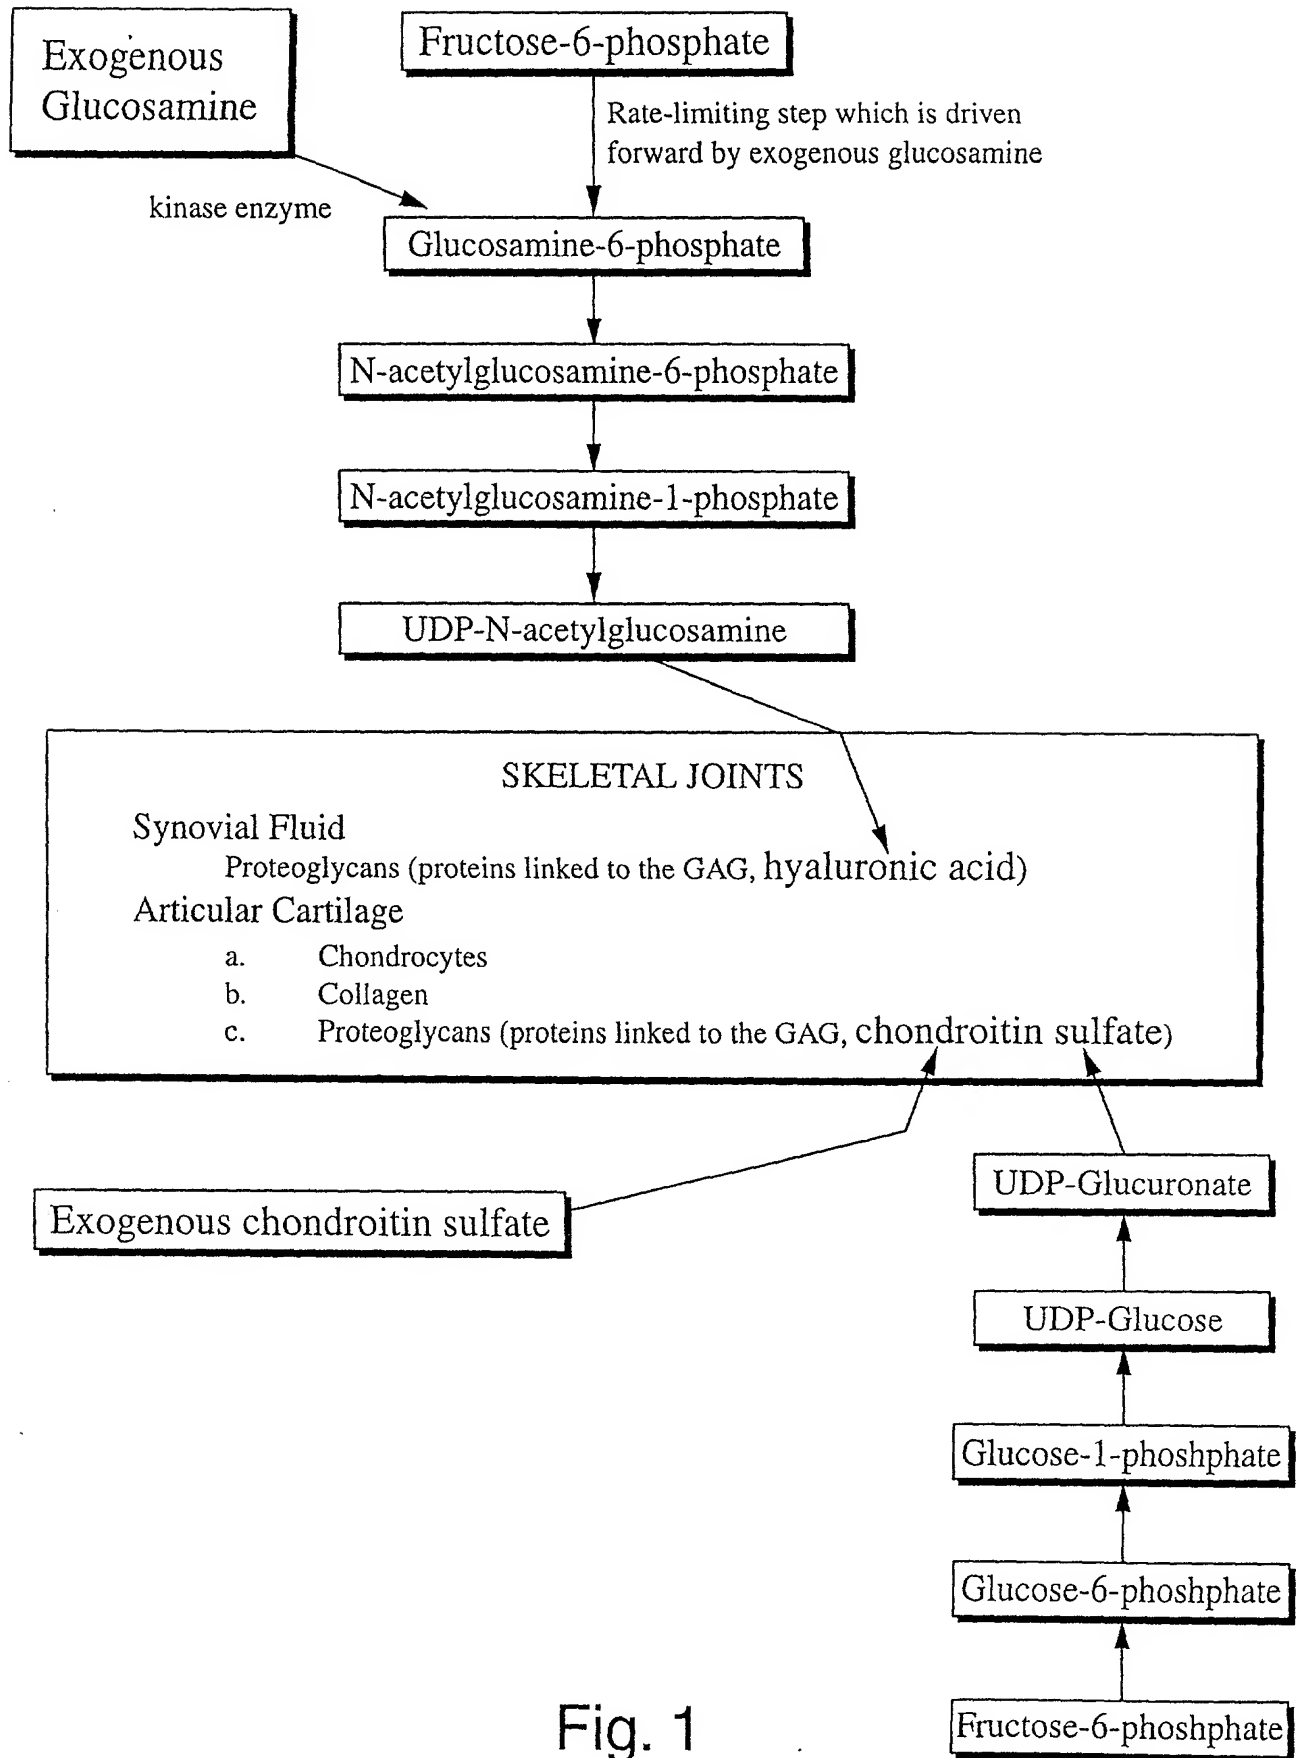 Exogenous
Glucosamine
Fructose-6-phosphate
Rate-limiting step which is driven
forward by exogenous glucosamine
kinase enzyme
Glucosamine-6-phosphate
N-acetylglucosamine-6-phosphate
N-acetylglucosamine-1-phosphate
UDP-N-acetylglucosamine
SKELETAL JOINTS
Synovial Fluid
Proteoglycans (proteins linked to the GAG, hyaluronic acid)
Articular Cartilage
a. Chondrocytes
b. Collagen
c. Proteoglycans (proteins linked to the GAG, chondroitin sulfate)
Exogenous chondroitin sulfate
UDP-Glucuronate
UDP-Glucose
Glucose-1-phoshphate
Glucose-6-phoshphate
Fructose-6-phoshphate
Fig. 1